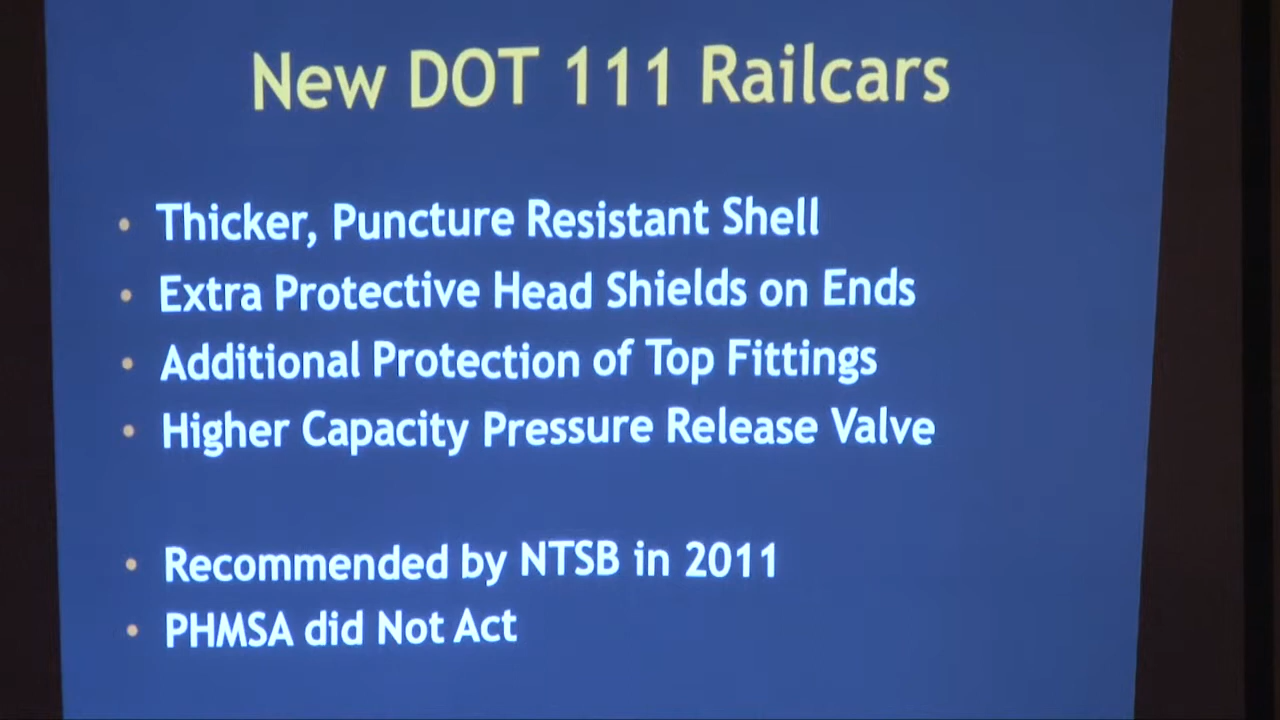 New DOT 111 Railcars
• Thicker, Puncture Resistant Shell
• Extra Protective Head Shields on Ends
• Additional Protection of Top Fittings
• Higher Capacity Pressure Release Valve
• Recommended by NTSB in 2011
• PHMSA did Not Act